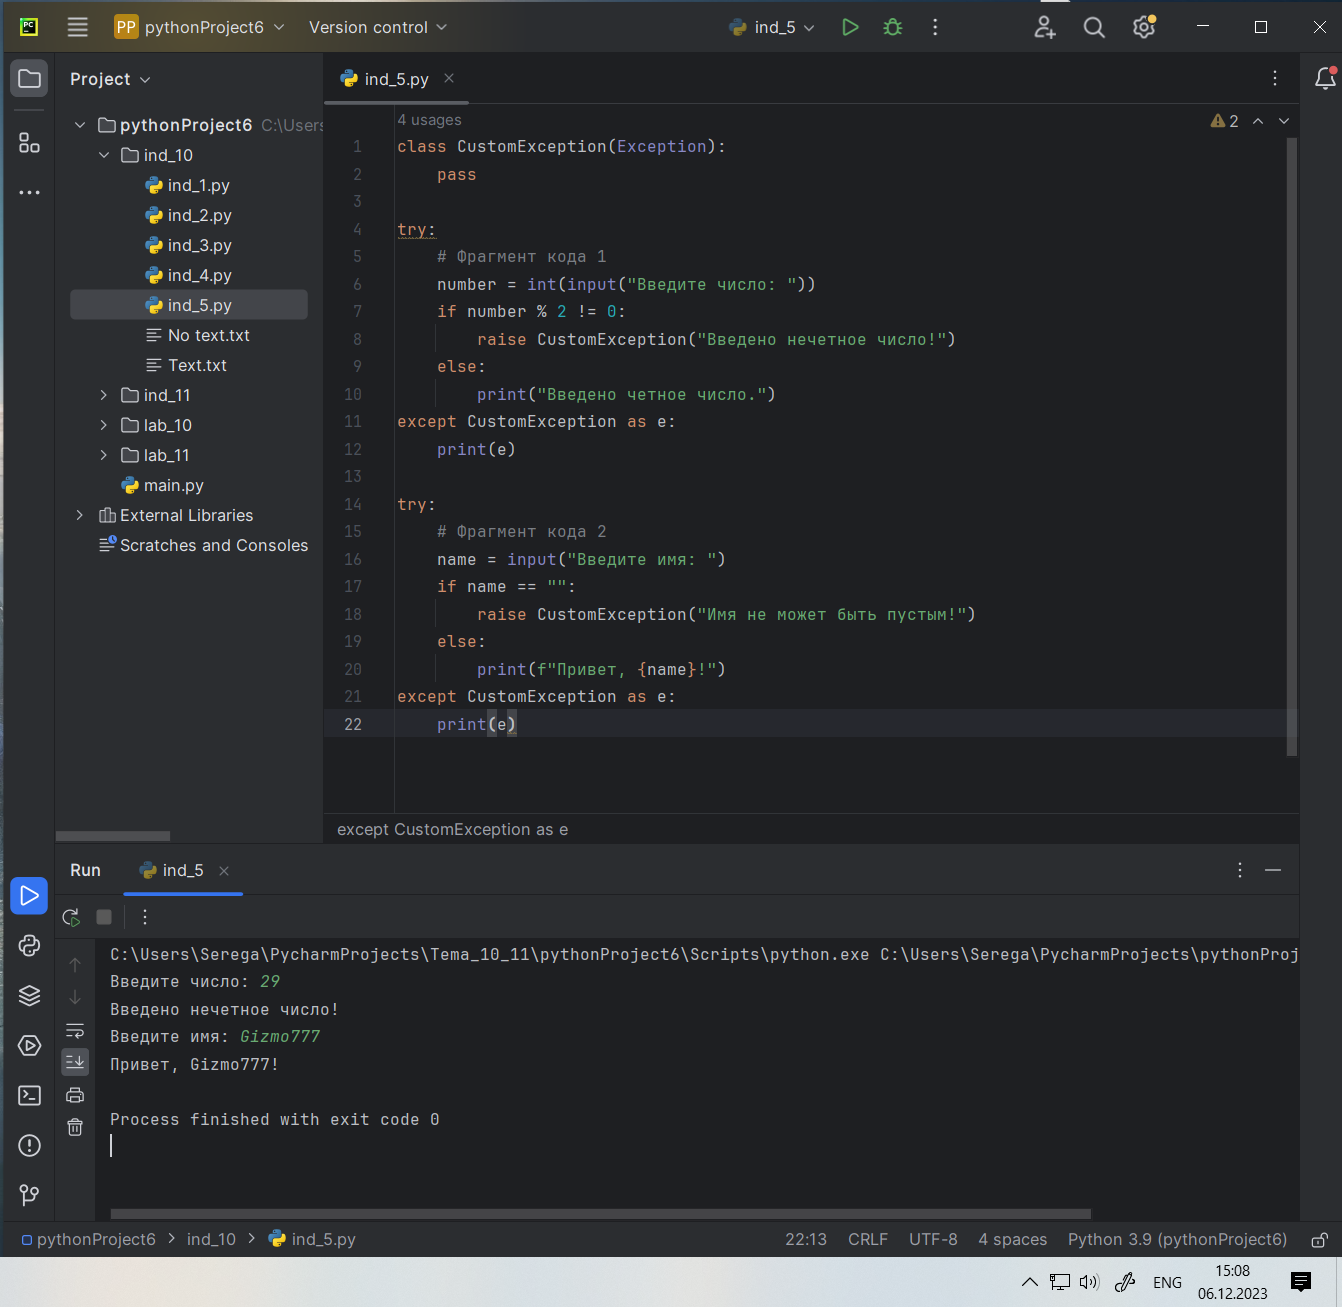 PC
PP pythonProject6
Version control
ind_5
Project
ind_5.py
pythonProject6 C:\Users
ind_10
ind_1.py
ind_2.py
ind_3.py
ind_4.py
ind_5.py
No text.txt
Text.txt
ind_11
lab_10
lab_11
main.py
External Libraries
Scratches and Consoles
4 usages
2
1 class CustomException(Exception):
2 pass
3
4 try:
5 # Фрагмент кода 1
6 number = int(input("Введите число: "))
7 if number % 2 != 0:
8 raise CustomException("Введено нечетное число!")
9 else:
10 print("Введено четное число.")
11 except CustomException as e:
12 print(e)
13
14 try:
15 # Фрагмент кода 2
16 name = input("Введите имя: ")
17 if name == "":
18 raise CustomException("Имя не может быть пустым!")
19 else:
20 print(f"Привет, {name}!")
21 except CustomException as e:
22 print(e)
except CustomException as e
Run
ind_5
C:\Users\Serega\PycharmProjects\Tema_10_11\pythonProject6\Scripts\python.exe C:\Users\Serega\PycharmProjects\pythonProj
Введите число: 29
Введено нечетное число!
Введите имя: Gizmo777
Привет, Gizmo777!
Process finished with exit code 0
pythonProject6 > ind_10 > ind_5.py
22:13 CRLF UTF-8 4 spaces Python 3.9 (pythonProject6)
ENG
15:08
06.12.2023